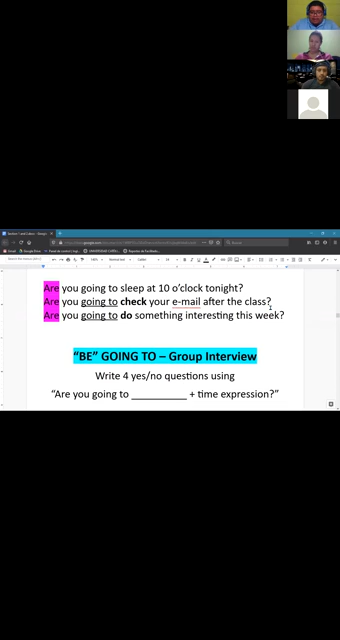 Are you going to sleep at 10 o'clock tonight?
Are you going to check your e-mail after the class?
Are you going to do something interesting this week?
"BE" GOING TO – Group Interview
Write 4 yes/no questions using
"Are you going to __________ + time expression?"